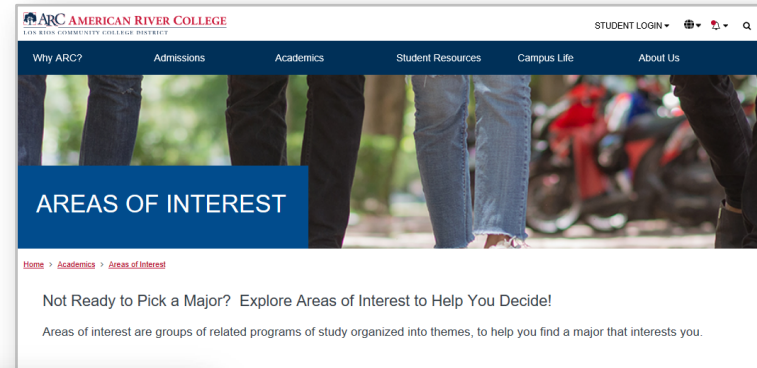 ARC AMERICAN RIVER COLLEGE
LOS RIOS COMMUNITY COLLEGE DISTRICT
STUDENT LOGIN
Why ARC? Admissions Academics Student Resources Campus Life About Us
AREAS OF INTEREST
Home > Academics > Areas of Interest
Not Ready to Pick a Major? Explore Areas of Interest to Help You Decide!
Areas of interest are groups of related programs of study organized into themes, to help you find a major that interests you.